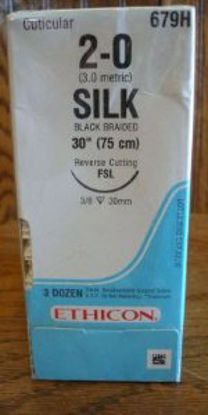 Cuticular 679H
2-0
(3.0 metric)
SILK
BLACK BRAIDED
30" (75 cm)
Reverse Cutting
FSL
3/8 30mm
3 DOZEN
ETHICON